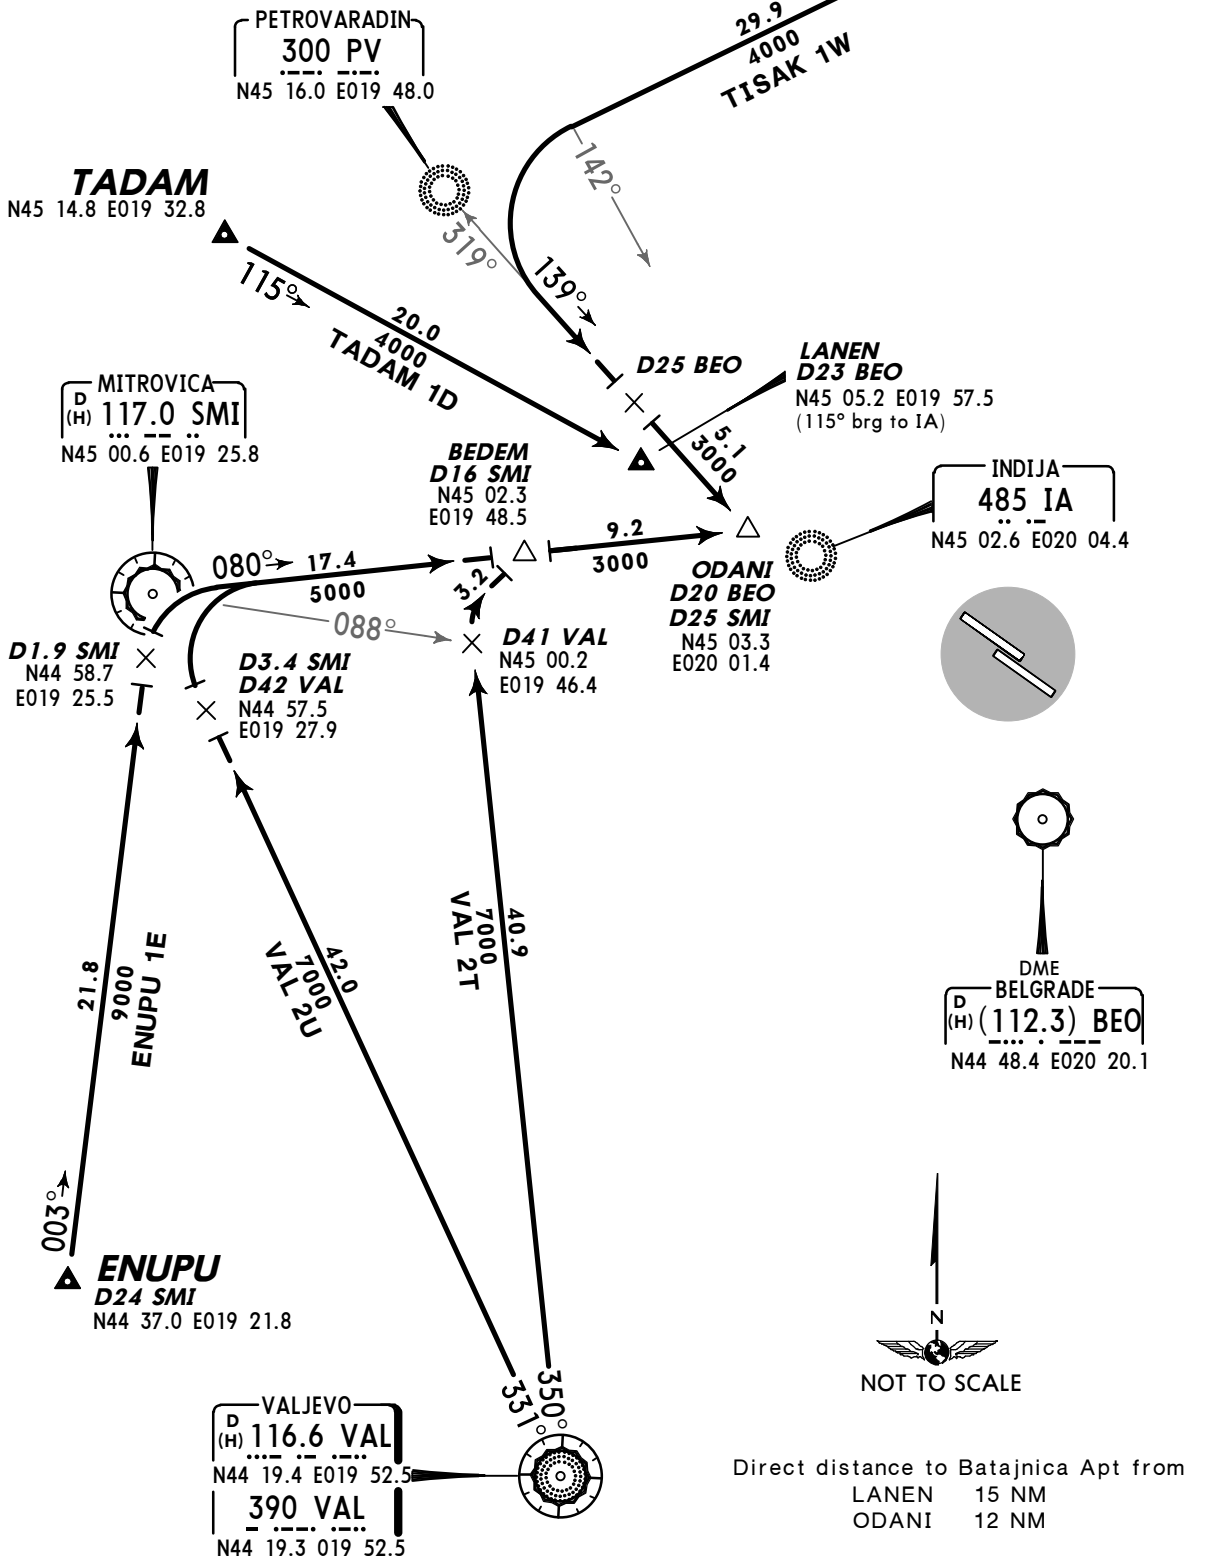 PETROVARADIN
300 PV
N45 16.0 E019 48.0
29.9
4000
TISAK 1W
142°
TADAM
N45 14.8 E019 32.8
319°
139°
115°
20.0
4000
TADAM 1D
D25 BEO
LANEN
D23 BEO
N45 05.2 E019 57.5
(115° brg to IA)
MITROVICA
D
(H) 117.0 SMI
N45 00.6 E019 25.8
5.1
3000
BEDEM
D16 SMI
N45 02.3
E019 48.5
INDIJA
485 IA
N45 02.6 E020 04.4
080°
17.4
5000
9.2
3000
3.2
ODANI
D20 BEO
D25 SMI
N45 03.3
E020 01.4
088°
D1.9 SMI
N44 58.7
E019 25.5
D3.4 SMI
D42 VAL
N44 57.5
E019 27.9
D41 VAL
N45 00.2
E019 46.4
21.8
9000
ENUPU 1E
42.0
7000
VAL 2U
40.9
7000
VAL 2T
DME
BELGRADE
D
(H) (112.3) BEO
N44 48.4 E020 20.1
003°
ENUPU
D24 SMI
N44 37.0 E019 21.8
N
NOT TO SCALE
331°
350°
VALJEVO
D
(H) 116.6 VAL
N44 19.4 E019 52.5
390 VAL
N44 19.3 019 52.5
Direct distance to Batajnica Apt from
LANEN 15 NM
ODANI 12 NM